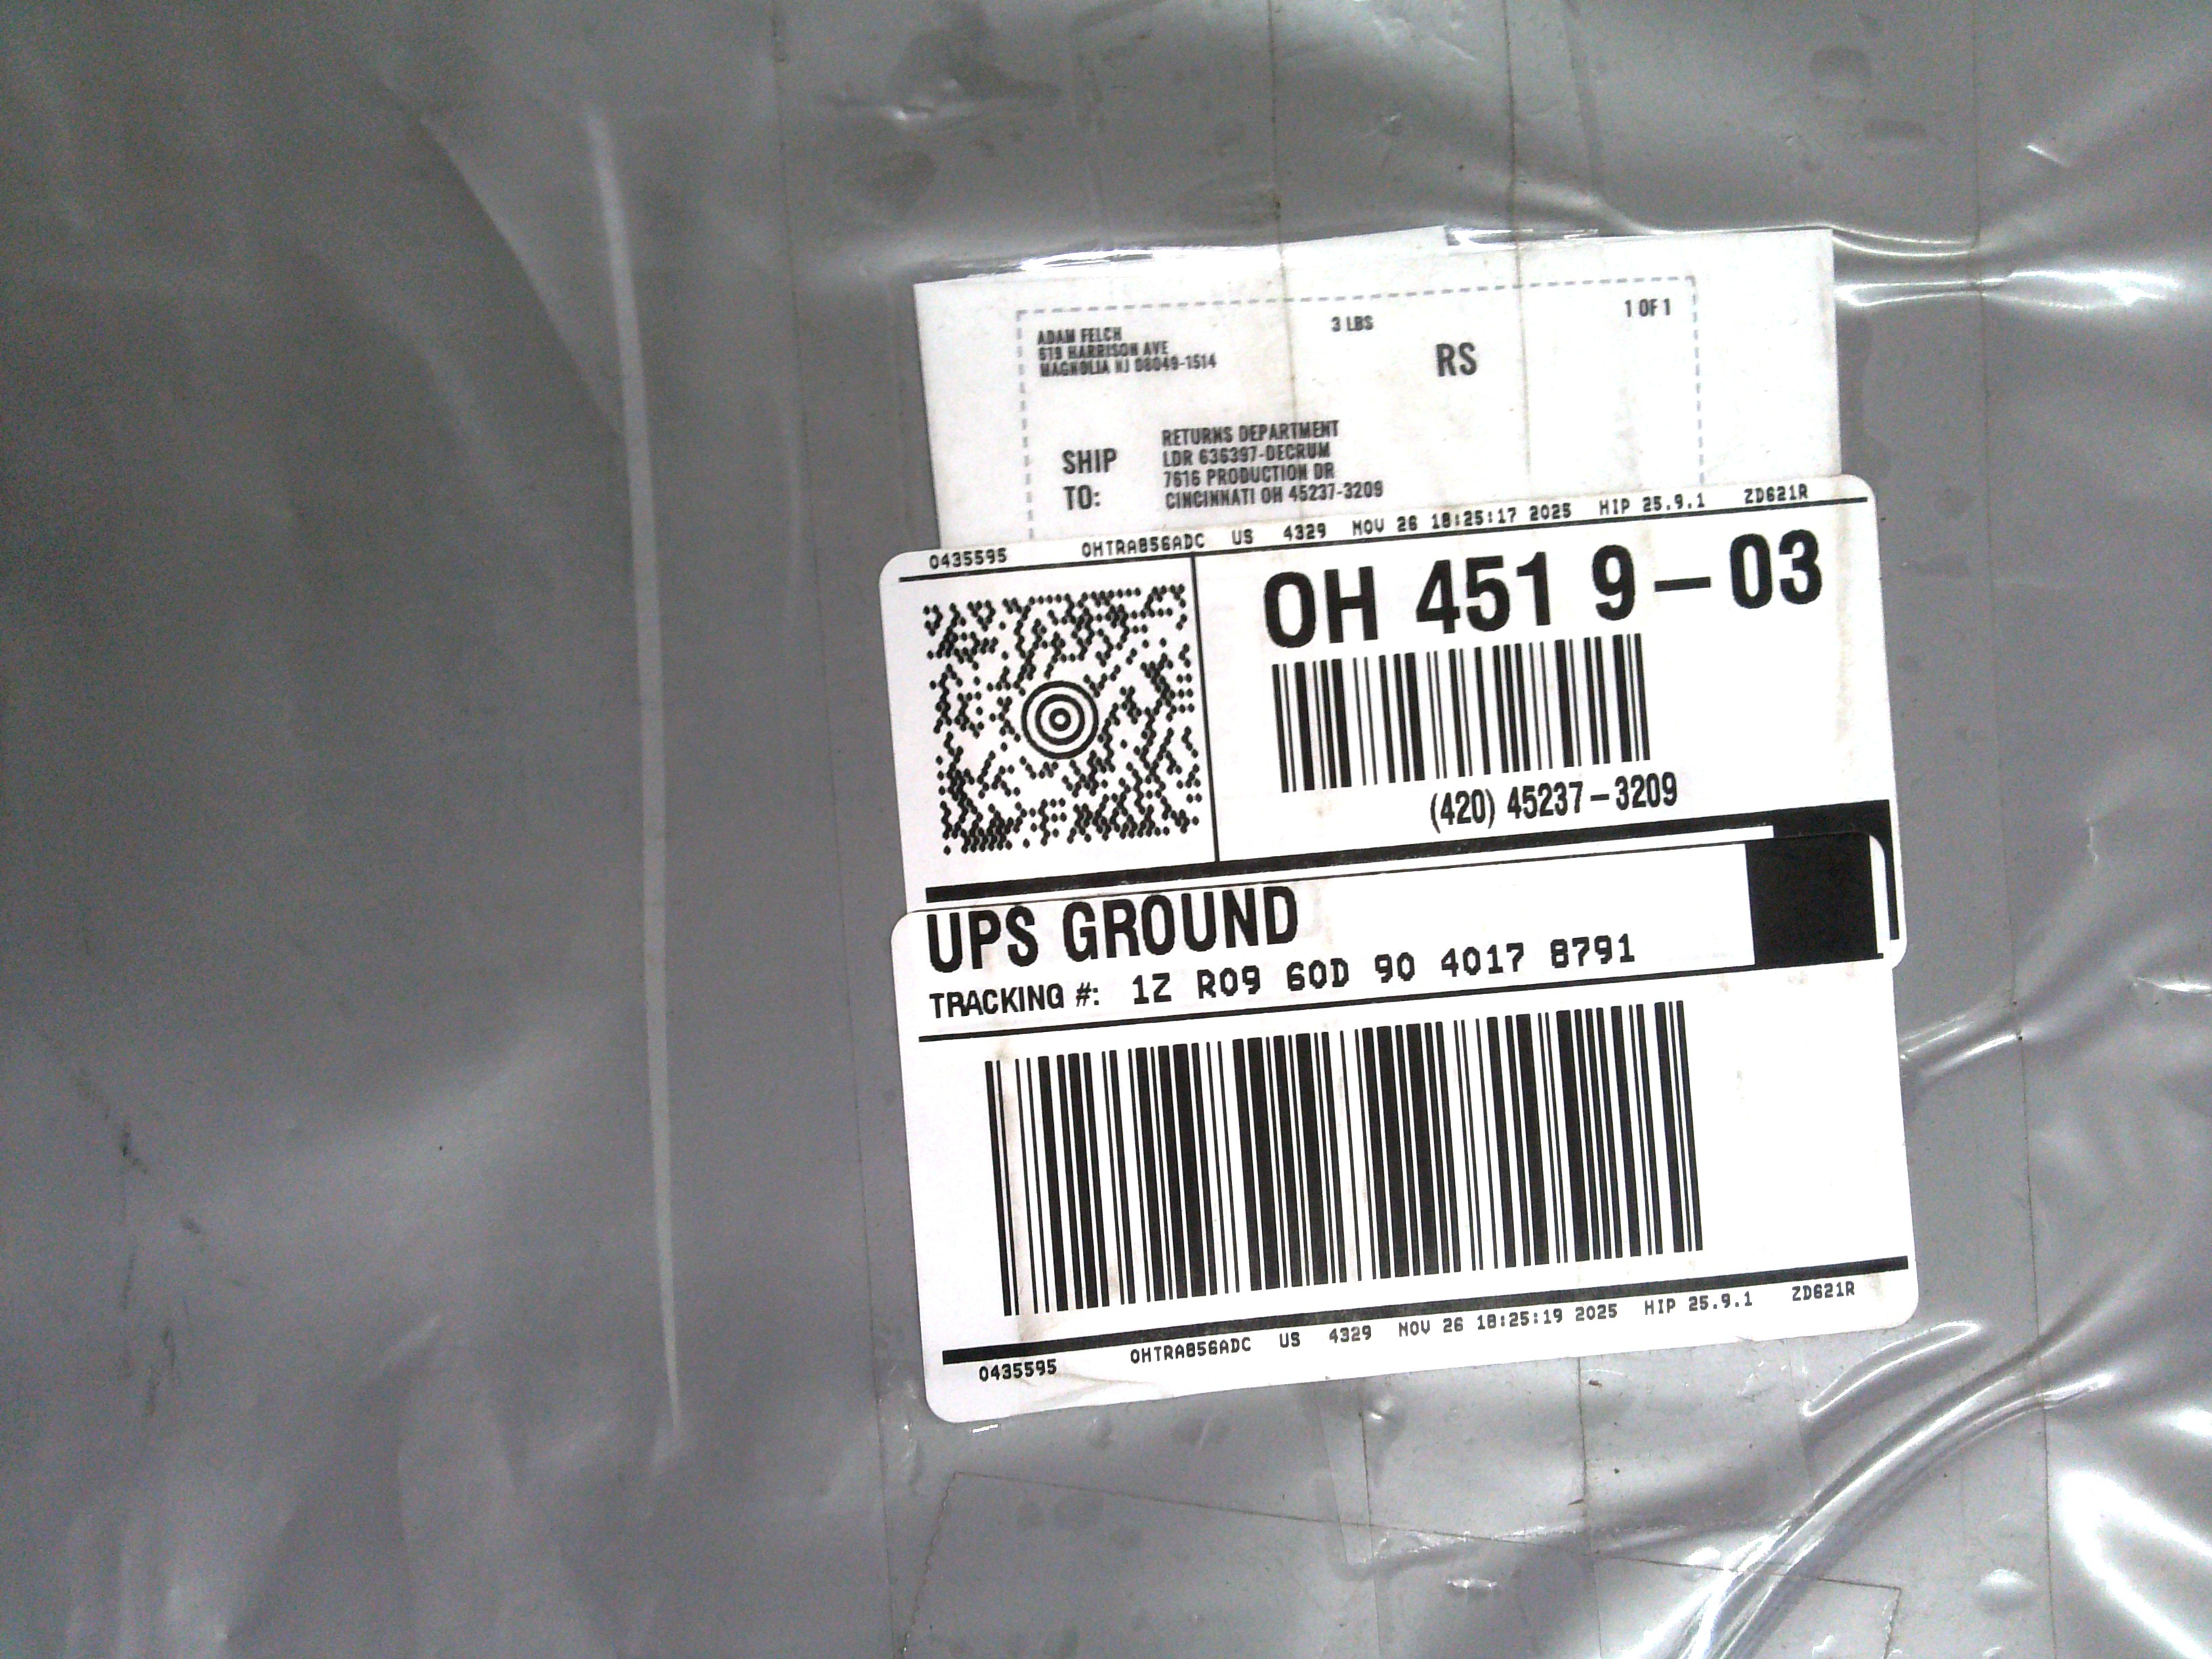 ADAM FELCH
619 HARRISON AVE
MAGNOLIA NJ 08049-1514
3 LBS
1 OF 1
RS
SHIP TO:
RETURNS DEPARTMENT
LDR 636397-DECRUM
7616 PRODUCTION DR
CINCINNATI OH 45237-3209
0435595 OHTRA856ADC US 4329 NOV 26 18:25:17 2025 HIP 25.9.1 ZD621R
OH 451 9-03
(420) 45237-3209
UPS GROUND
TRACKING #: 1Z R09 60D 90 4017 8791
0435595 OHTRA856ADC US 4329 NOV 26 18:25:19 2025 HIP 25.9.1 ZD621R